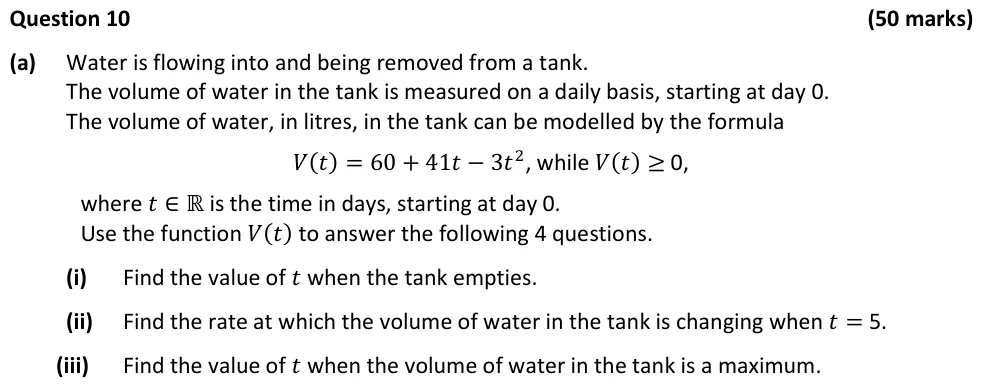 Question 10 (50 marks)
(a) Water is flowing into and being removed from a tank.
The volume of water in the tank is measured on a daily basis, starting at day 0.
The volume of water, in litres, in the tank can be modelled by the formula
V(t) = 60 + 41t − 3t², while V(t) ≥ 0,
where t ∈ ℝ is the time in days, starting at day 0.
Use the function V(t) to answer the following 4 questions.
(i) Find the value of t when the tank empties.
(ii) Find the rate at which the volume of water in the tank is changing when t = 5.
(iii) Find the value of t when the volume of water in the tank is a maximum.